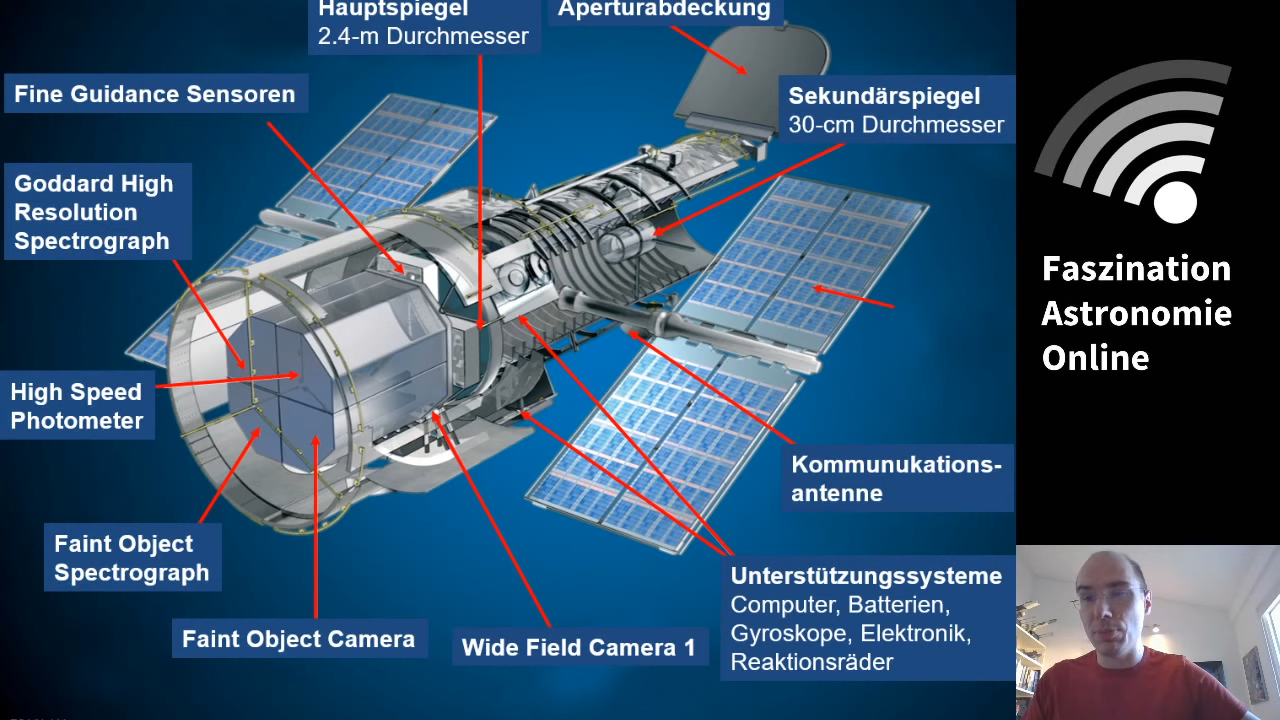 Hauptspiegel
2.4-m Durchmesser
Aperturabdeckung
Fine Guidance Sensoren
Sekundärspiegel
30-cm Durchmesser
Goddard High
Resolution
Spectrograph
High Speed
Photometer
Kommunukations-
antenne
Faint Object
Spectrograph
Unterstützungssysteme
Computer, Batterien,
Gyroskope, Elektronik,
Reaktionsräder
Faint Object Camera
Wide Field Camera 1
Faszination
Astronomie
Online